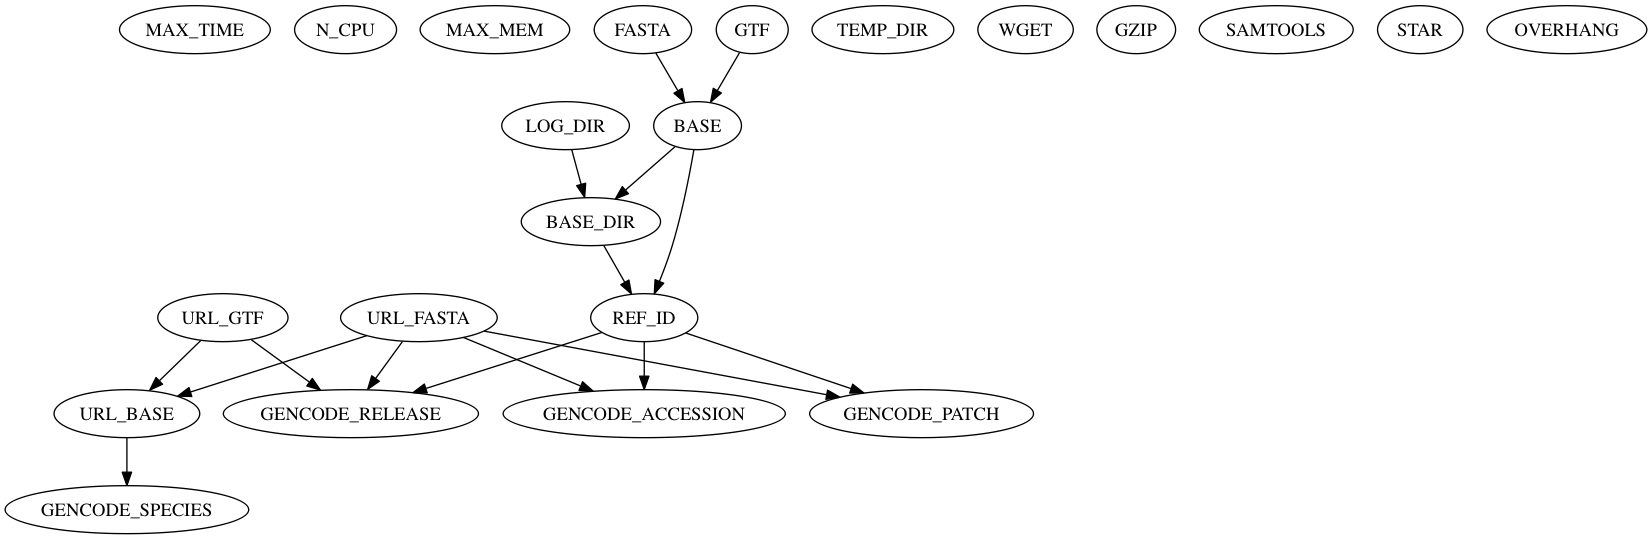 MAX_TIME N_CPU MAX_MEM FASTA GTF TEMP_DIR WGET GZIP SAMTOOLS STAR OVERHANG
LOG_DIR BASE
BASE_DIR
URL_GTF URL_FASTA REF_ID
URL_BASE GENCODE_RELEASE GENCODE_ACCESSION GENCODE_PATCH
GENCODE_SPECIES